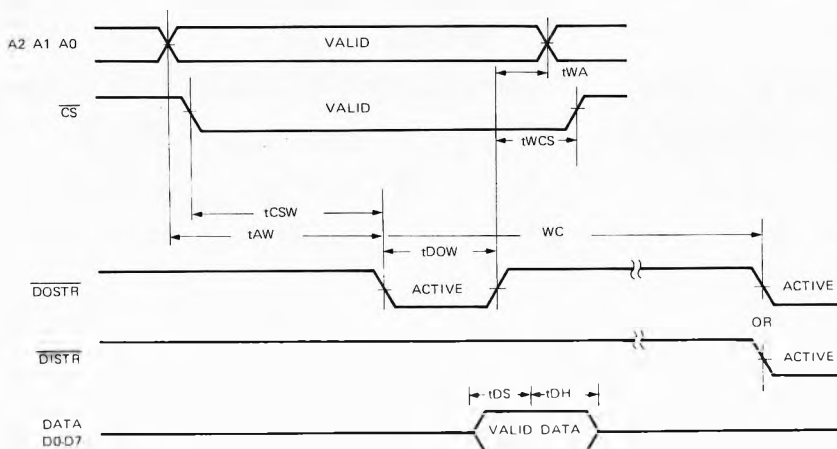 A2 A1 A0 VALID
tWA
CS VALID
tWCS
tCSW
tAW WC
tDOW
DOSTR ACTIVE ACTIVE
OR
DISTR ACTIVE
tDS tDH
DATA VALID DATA
D0-D7